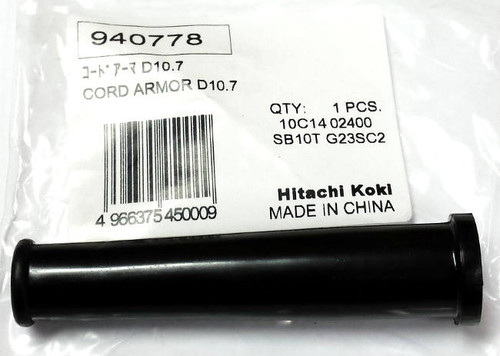 940778
コード アーマ D10.7
CORD ARMOR D10.7
QTY: 1 PCS.
10C14 02400
SB10T G23SC2
4 966375 450009
Hitachi Koki
MADE IN CHINA